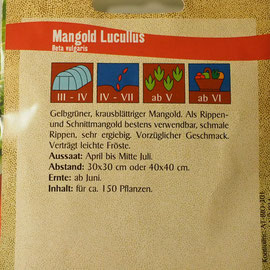 Mangold Lucullus
Beta vulgaris
III - IV
IV - VII
ab V
ab VI
Gelbgrüner, krausblättriger Mangold. Als Rippen-
und Schnittmangold bestens verwendbar, schmale
Rippen, sehr ergiebig. Vorzüglicher Geschmack.
Verträgt leichte Fröste.
Aussaat: April bis Mitte Juli.
Abstand: 30x30 cm oder 40x40 cm.
Ernte: ab Juni.
Inhalt: für ca. 150 Pflanzen.